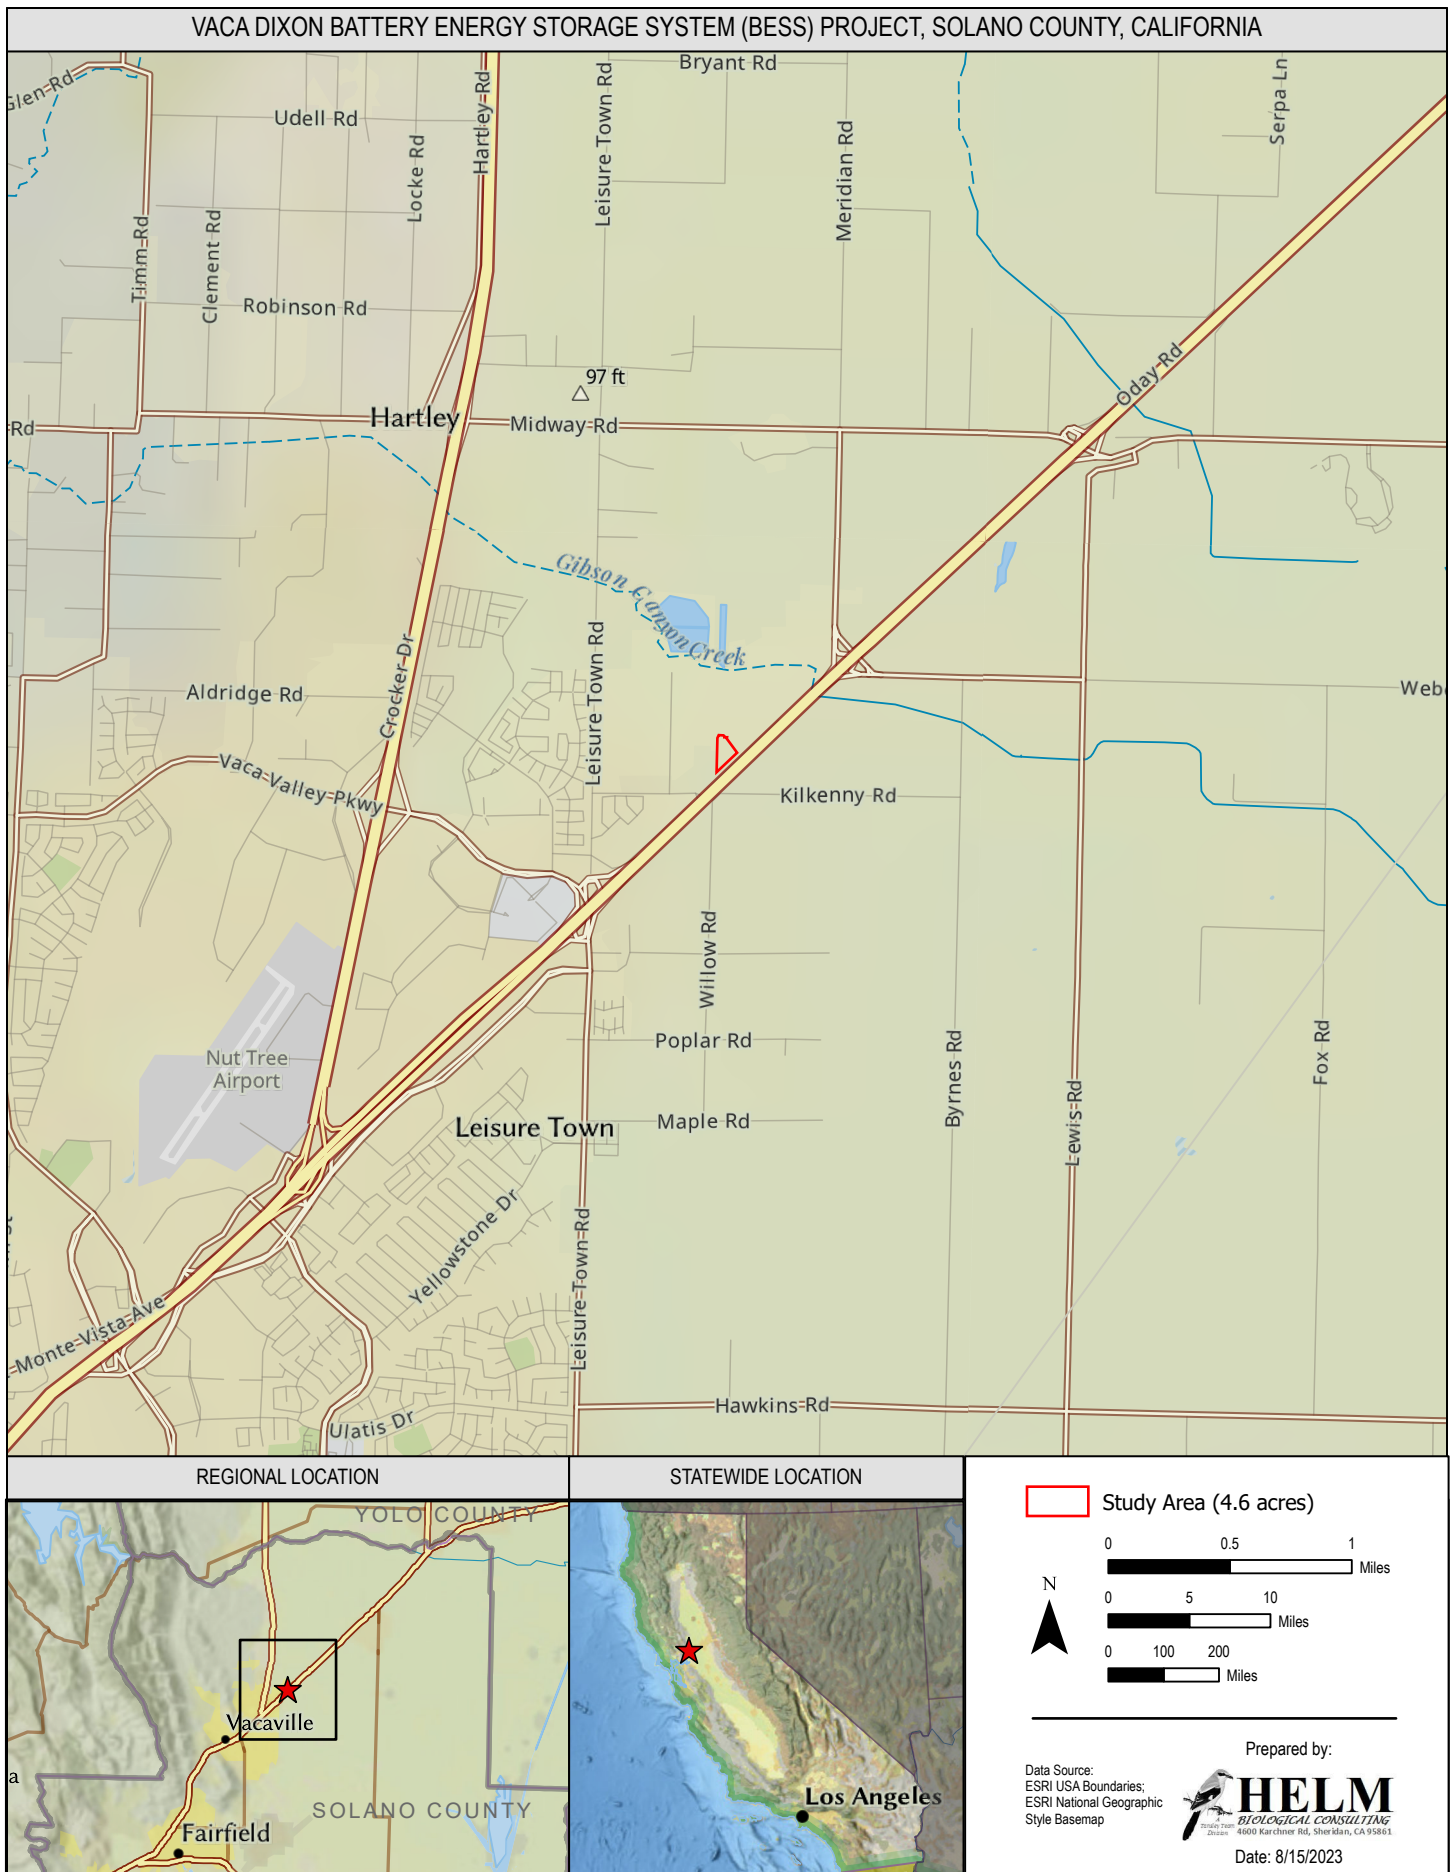 VACA DIXON BATTERY ENERGY STORAGE SYSTEM (BESS) PROJECT, SOLANO COUNTY, CALIFORNIA
Bryant Rd
Glen Rd
Udell Rd
Hartley Rd
Leisure Town Rd
Serpa Ln
Locke Rd
Meridian Rd
Timm Rd
Clement Rd
Robinson Rd
97 ft
Oday Rd
Hartley
Midway Rd
Rd
Gibson Canyon Creek
Aldridge Rd
Crocker Dr
Leisure Town Rd
Web
Vaca Valley Pkwy
Kilkenny Rd
Willow Rd
Nut Tree
Airport
Poplar Rd
Byrnes Rd
Fox Rd
Leisure Town
Maple Rd
Lewis Rd
Yellowstone Dr
Leisure Town Rd
Monte Vista Ave
Hawkins Rd
Ulatis Dr
REGIONAL LOCATION
YOLO COUNTY
Vacaville
a
SOLANO COUNTY
Fairfield
STATEWIDE LOCATION
Los Angeles
Study Area (4.6 acres)
0 0.5 1
Miles
N
0 5 10
Miles
0 100 200
Miles
Prepared by:
Data Source:
ESRI USA Boundaries;
ESRI National Geographic
Style Basemap
HELM
BIOLOGICAL CONSULTING
4600 Karchner Rd, Sheridan, CA 95861
A
Tansley Team
Division
Date: 8/15/2023